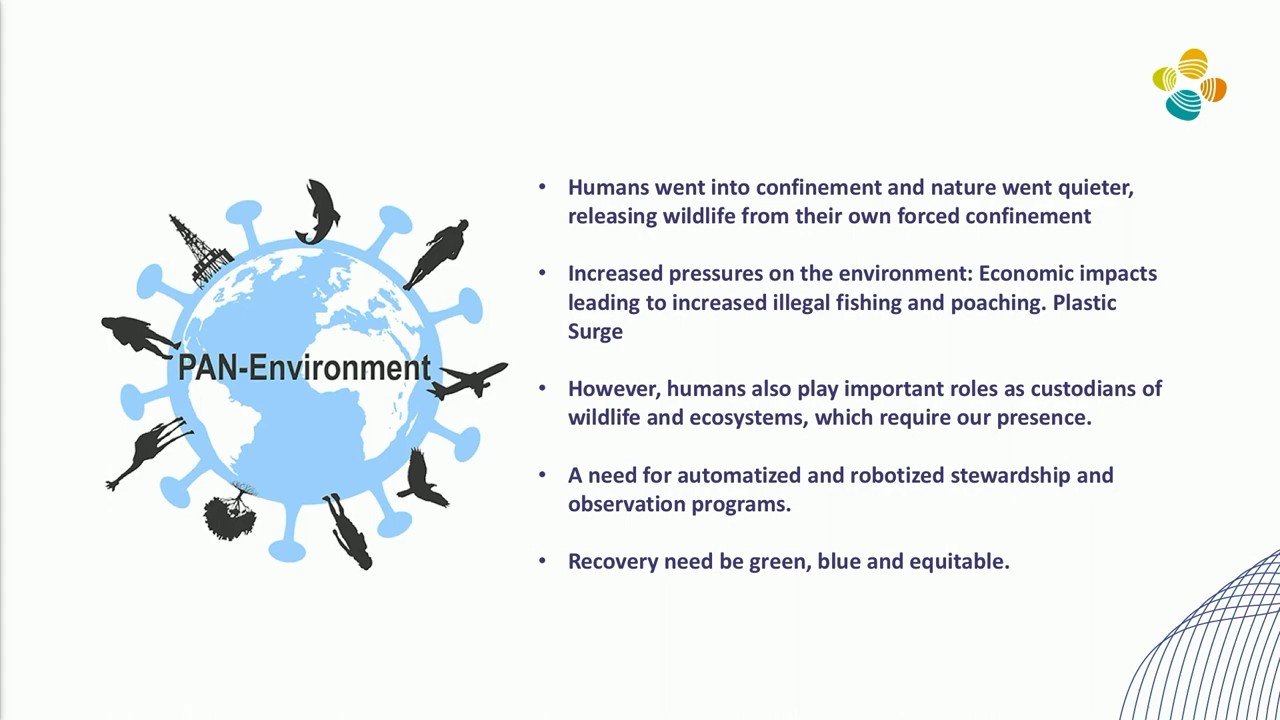 PAN-Environment
• Humans went into confinement and nature went quieter,
releasing wildlife from their own forced confinement
• Increased pressures on the environment: Economic impacts
leading to increased illegal fishing and poaching. Plastic
Surge
• However, humans also play important roles as custodians of
wildlife and ecosystems, which require our presence.
• A need for automatized and robotized stewardship and
observation programs.
• Recovery need be green, blue and equitable.